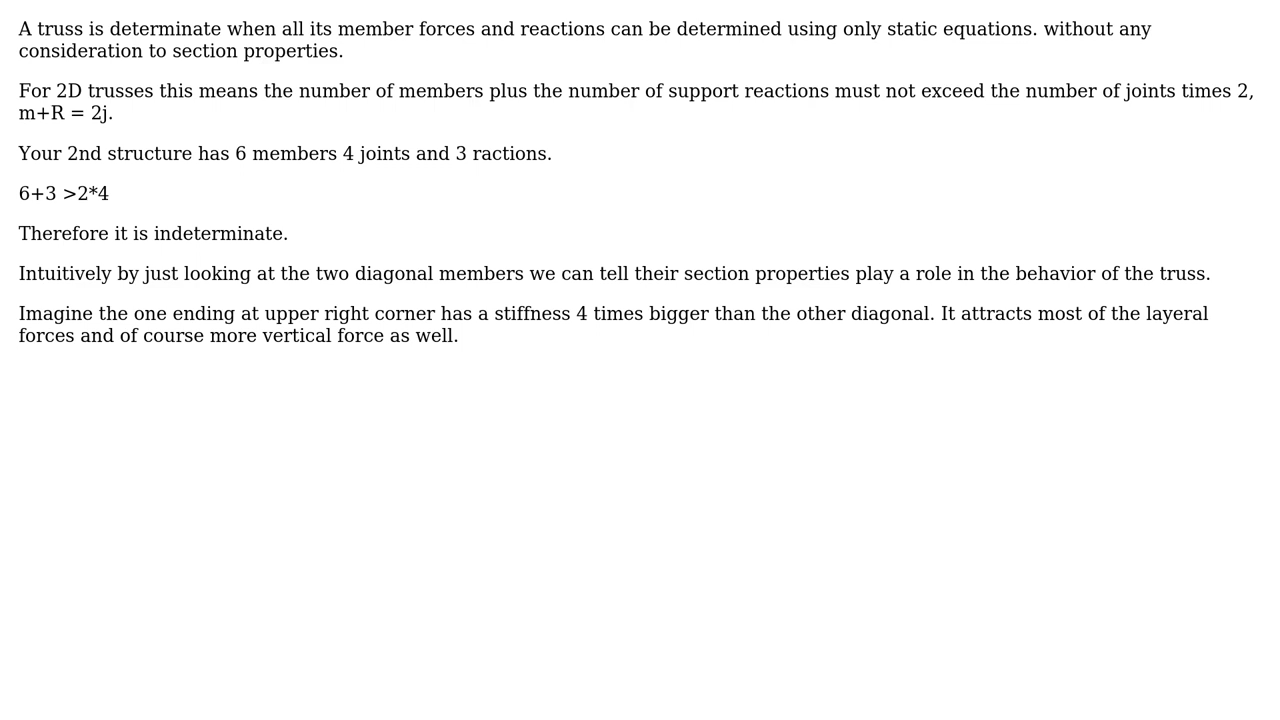 A truss is determinate when all its member forces and reactions can be determined using only static equations. without any
consideration to section properties.
For 2D trusses this means the number of members plus the number of support reactions must not exceed the number of joints times 2,
m+R = 2j.
Your 2nd structure has 6 members 4 joints and 3 ractions.
6+3 >2*4
Therefore it is indeterminate.
Intuitively by just looking at the two diagonal members we can tell their section properties play a role in the behavior of the truss.
Imagine the one ending at upper right corner has a stiffness 4 times bigger than the other diagonal. It attracts most of the layeral
forces and of course more vertical force as well.